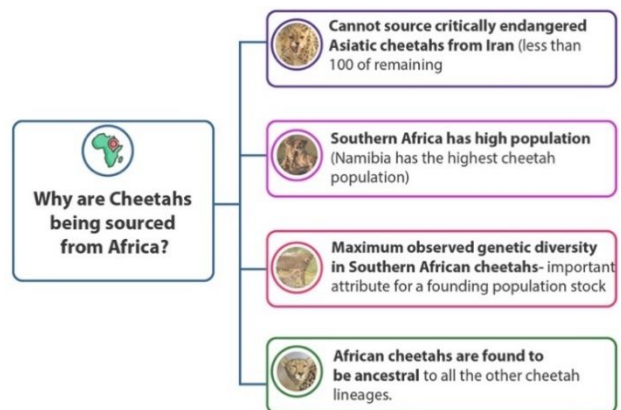 Why are Cheetahs
being sourced
from Africa?
Cannot source critically endangered
Asiatic cheetahs from Iran (less than
100 of remaining
Southern Africa has high population
(Namibia has the highest cheetah
population)
Maximum observed genetic diversity
in Southern African cheetahs- important
attribute for a founding population stock
African cheetahs are found to
be ancestral to all the other cheetah
lineages.